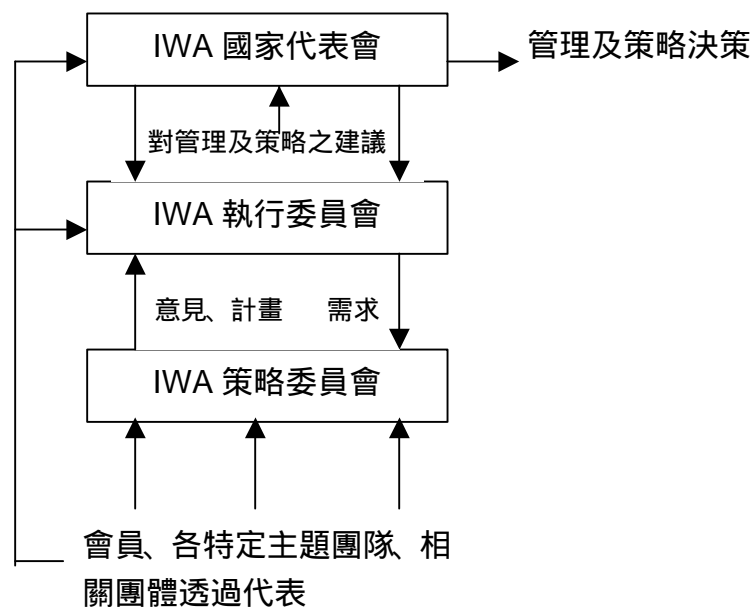 IWA 國家代表會
管理及策略決策
對管理及策略之建議
IWA 執行委員會
意見、計畫 需求
IWA 策略委員會
會員、各特定主題團隊、相
關團體透過代表